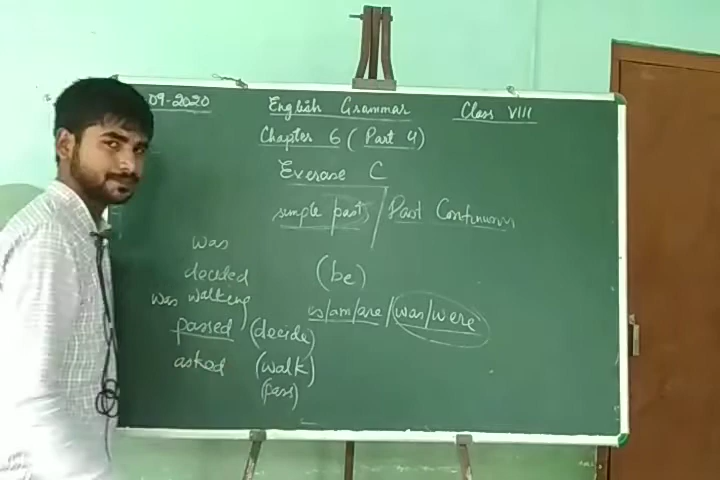 09-2020 English Grammar Class VIII
Chapter 6 ( Part 4)
Exersase C
simple past / Past Continuous
was
decided (be)
was walking is/am/are / was/were
passed (decide)
asked (walk)
(pass)